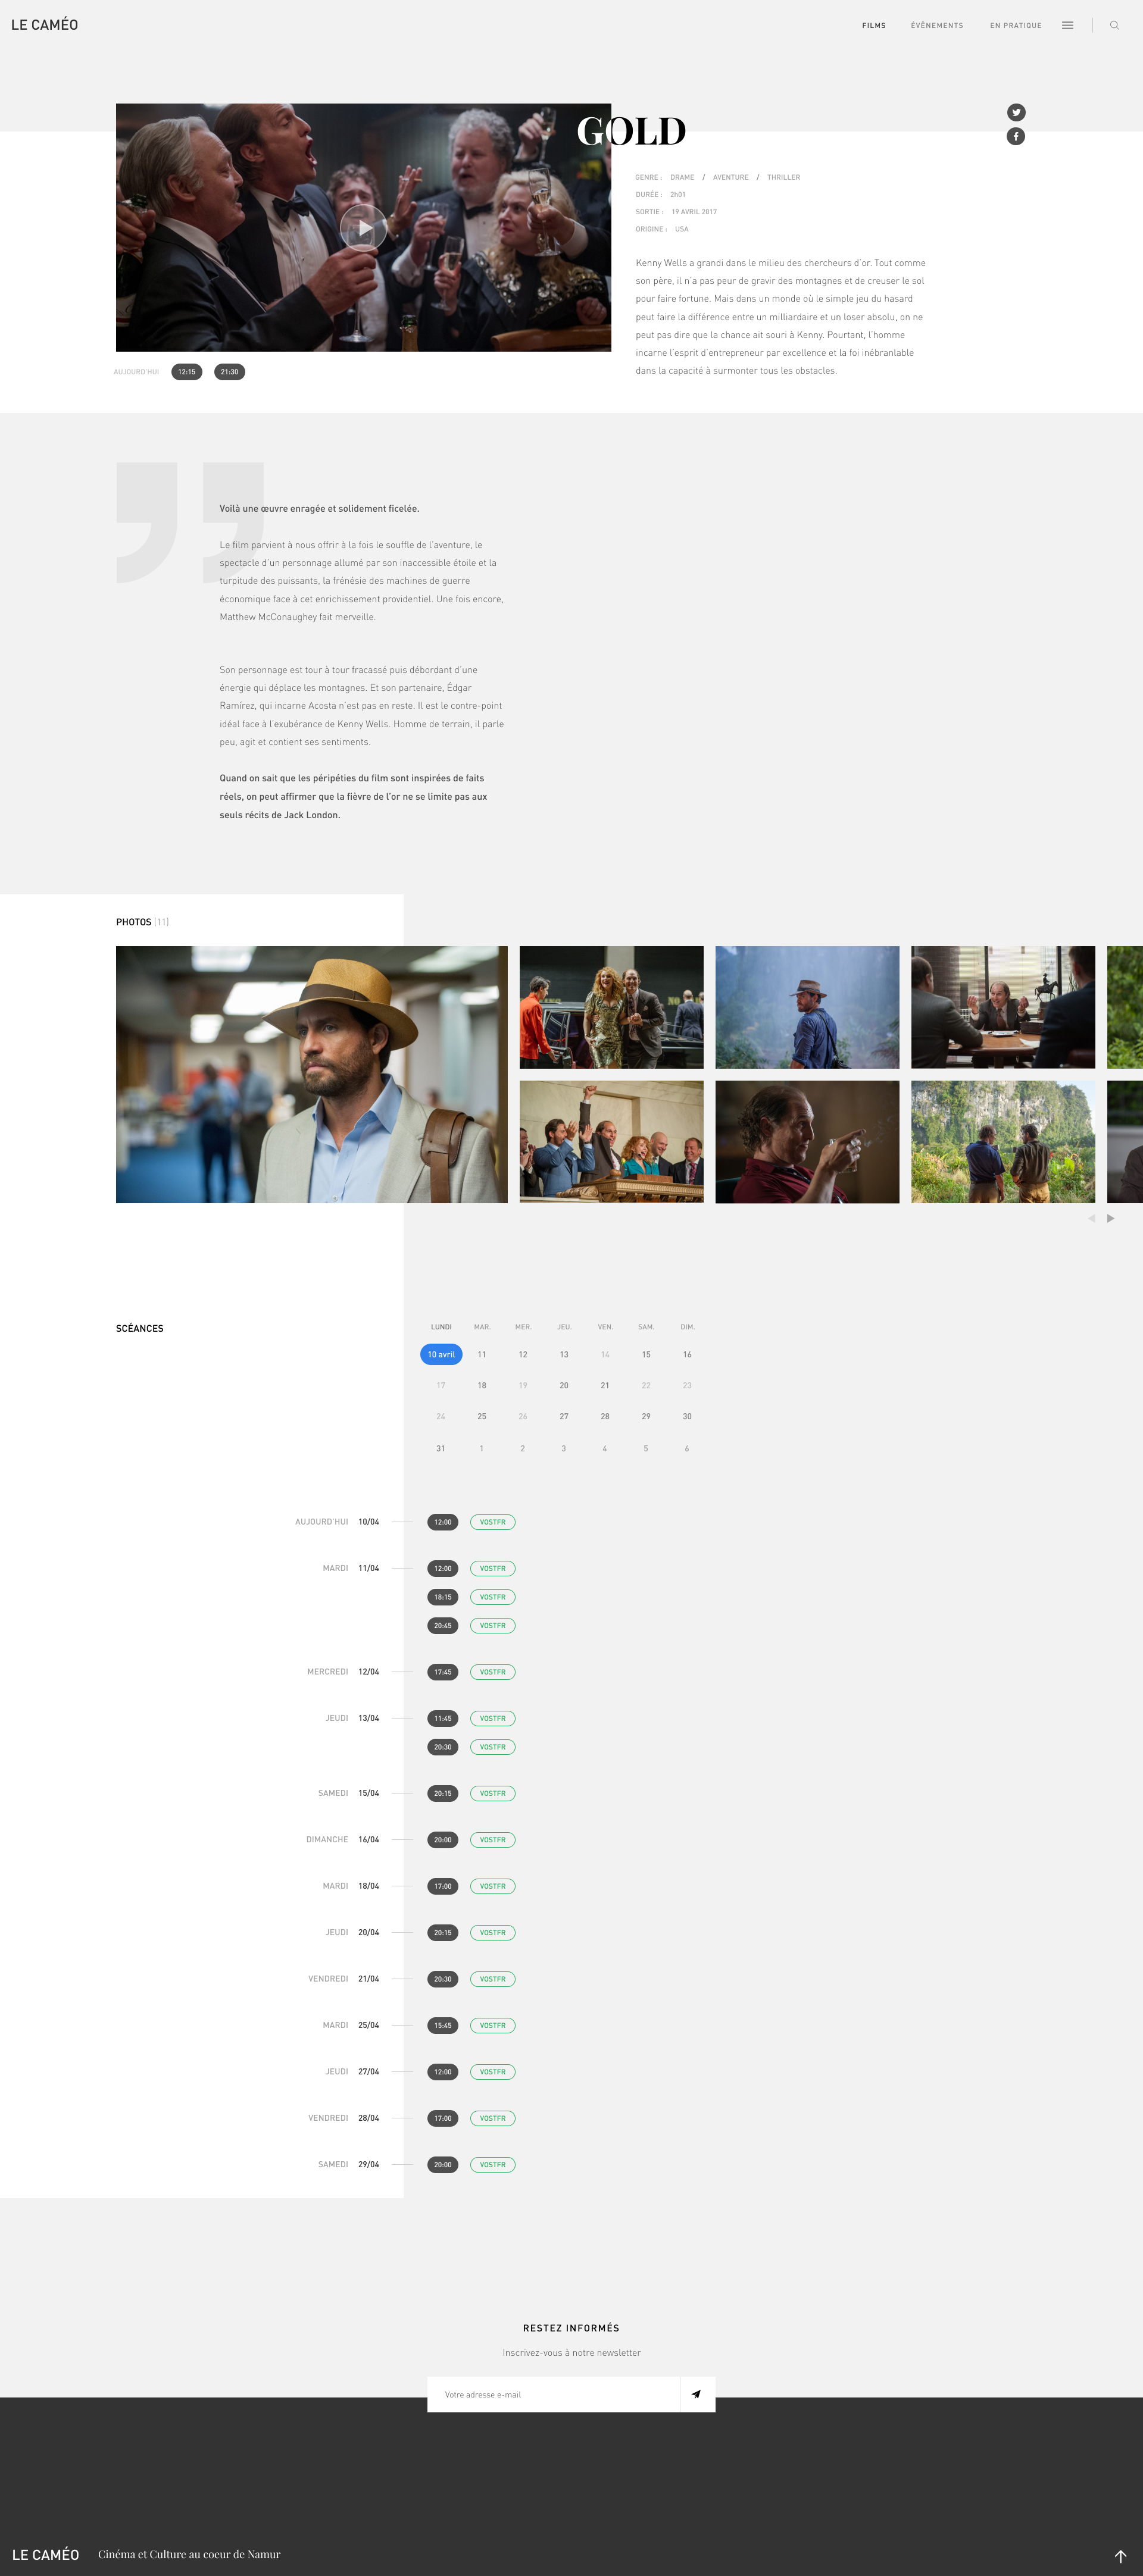 LE CAMÉO
FILMS
ÉVÈNEMENTS
EN PRATIQUE
GOLD
GENRE : DRAME / AVENTURE / THRILLER
DURÉE : 2h01
SORTIE : 19 AVRIL 2017
ORIGINE : USA
Kenny Wells a grandi dans le milieu des chercheurs d'or. Tout comme
son père, il n'a pas peur de gravir des montagnes et de creuser le sol
pour faire fortune. Mais dans un monde où le simple jeu du hasard
peut faire la différence entre un milliardaire et un loser absolu, on ne
peut pas dire que la chance ait souri à Kenny. Pourtant, l'homme
incarne l'esprit d'entrepreneur par excellence et la foi inébranlable
dans la capacité à surmonter tous les obstacles.
AUJOURD'HUI 12:15 21:30
Voilà une œuvre enragée et solidement ficelée.
Le film parvient à nous offrir à la fois le souffle de l'aventure, le
spectacle d'un personnage allumé par son inaccessible étoile et la
turpitude des puissants, la frénésie des machines de guerre
économique face à cet enrichissement providentiel. Une fois encore,
Matthew McConaughey fait merveille.
Son personnage est tour à tour fracassé puis débordant d'une
énergie qui déplace les montagnes. Et son partenaire, Édgar
Ramírez, qui incarne Acosta n'est pas en reste. Il est le contre-point
idéal face à l'exubérance de Kenny Wells. Homme de terrain, il parle
peu, agit et contient ses sentiments.
Quand on sait que les péripéties du film sont inspirées de faits
réels, on peut affirmer que la fièvre de l'or ne se limite pas aux
seuls récits de Jack London.
PHOTOS (11)
SCÉANCES
LUNDI MAR. MER. JEU. VEN. SAM. DIM.
10 avril 11 12 13 14 15 16
17 18 19 20 21 22 23
24 25 26 27 28 29 30
31 1 2 3 4 5 6
AUJOURD'HUI 10/04 12:00 VOSTFR
MARDI 11/04 12:00 VOSTFR
18:15 VOSTFR
20:45 VOSTFR
MERCREDI 12/04 17:45 VOSTFR
JEUDI 13/04 11:45 VOSTFR
20:30 VOSTFR
SAMEDI 15/04 20:15 VOSTFR
DIMANCHE 16/04 20:00 VOSTFR
MARDI 18/04 17:00 VOSTFR
JEUDI 20/04 20:15 VOSTFR
VENDREDI 21/04 20:30 VOSTFR
MARDI 25/04 15:45 VOSTFR
JEUDI 27/04 12:00 VOSTFR
VENDREDI 28/04 17:00 VOSTFR
SAMEDI 29/04 20:00 VOSTFR
RESTEZ INFORMÉS
Inscrivez-vous à notre newsletter
Votre adresse e-mail
LE CAMÉO
Cinéma et Culture au coeur de Namur